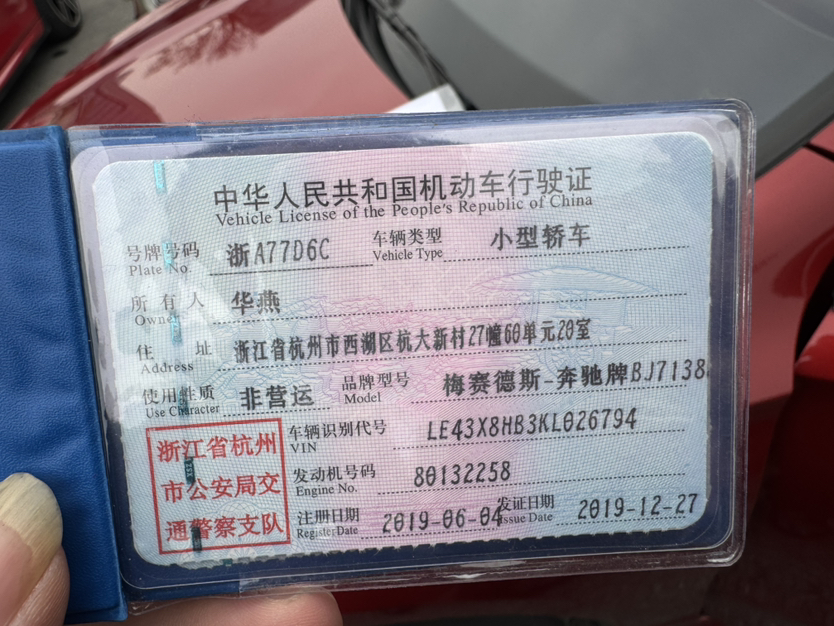 中华人民共和国机动车行驶证
Vehicle License of the People's Republic of China
号牌号码 浙A77D6C 车辆类型 小型轿车
Plate No. Vehicle Type
所有人 华燕
Owner
住址 浙江省杭州市西湖区杭大新村27幢60单元20室
Address
使用性质 非营运 品牌型号 梅赛德斯-奔驰牌BJ7138
Use Character Model
浙江省杭州
市公安局交
通警察支队
车辆识别代号 LE43X8HB3KL026794
VIN
发动机号码 80132258
Engine No.
注册日期 2019-06-04 发证日期 2019-12-27
Register Date Issue Date